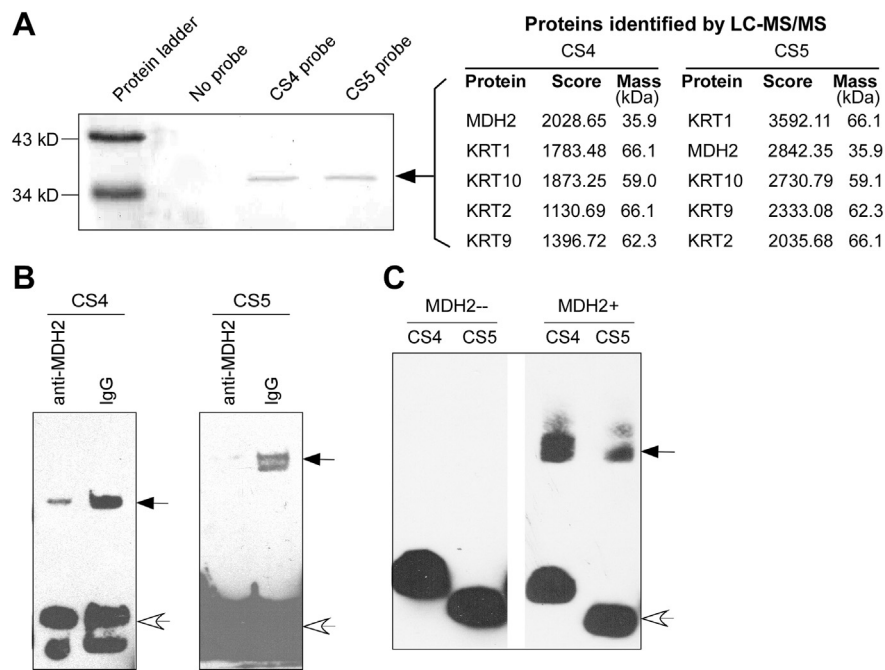 A
Protein ladder
No probe
CS4 probe
CS5 probe
43 kD
34 kD
Proteins identified by LC-MS/MS
CS4 CS5
Protein Score Mass Protein Score Mass
(kDa) (kDa)
MDH2 2028.65 35.9 KRT1 3592.11 66.1
KRT1 1783.48 66.1 MDH2 2842.35 35.9
KRT10 1873.25 59.0 KRT10 2730.79 59.1
KRT2 1130.69 66.1 KRT9 2333.08 62.3
KRT9 1396.72 62.3 KRT2 2035.68 66.1
B
CS4
anti-MDH2
IgG
CS5
anti-MDH2
IgG
C
MDH2-- MDH2+
CS4 CS5 CS4 CS5